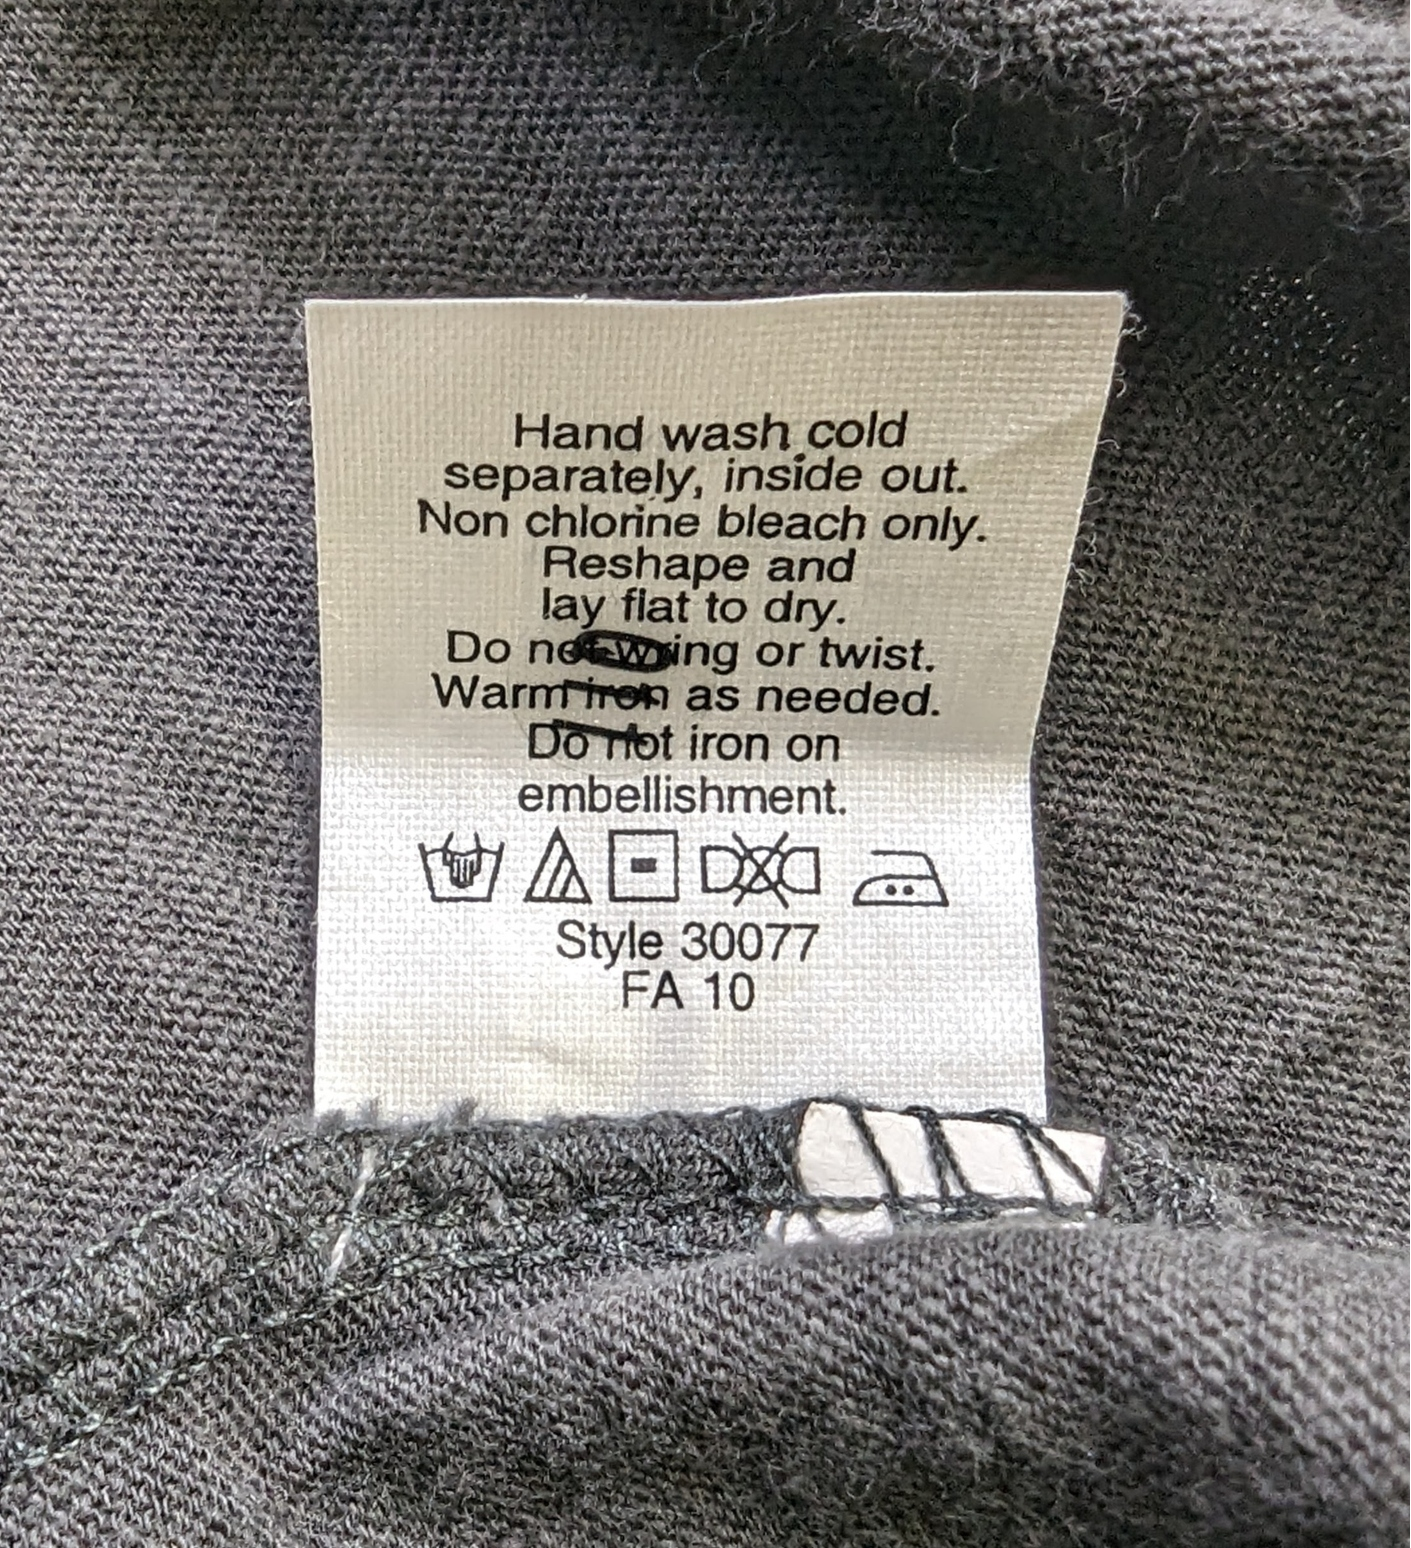 Hand wash cold
separately, inside out.
Non chlorine bleach only.
Reshape and
lay flat to dry.
Do not wring or twist.
Warm iron as needed.
Do not iron on
embellishment.
Style 30077
FA 10